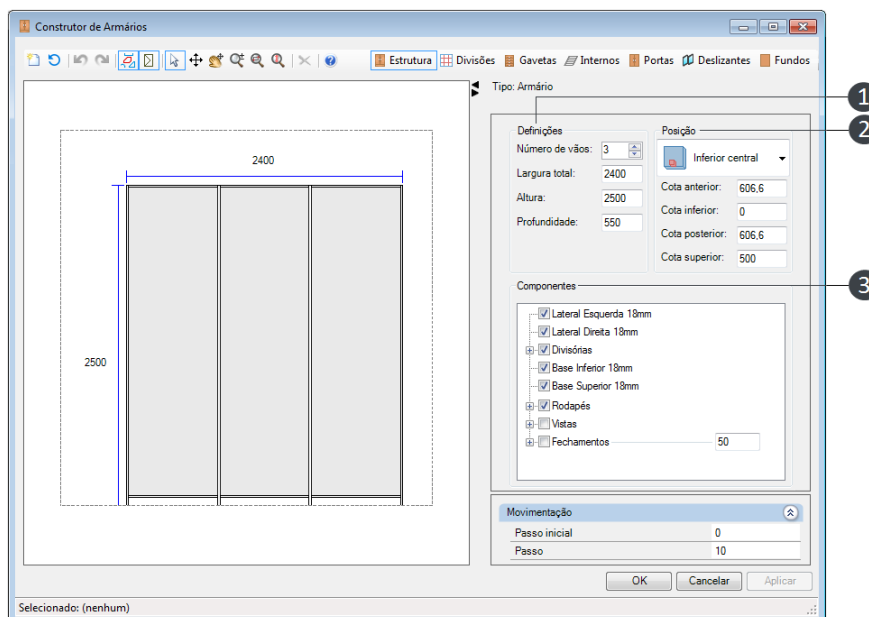 Construtor de Armários
Estrutura Divisões Gavetas Internos Portas Deslizantes Fundos
Tipo: Armário
1
Definições Posição
2
Número de vãos: 3 Inferior central
Largura total: 2400
Altura: 2500 Cota anterior: 606,6
Profundidade: 550 Cota inferior: 0
Cota posterior: 606,6
Cota superior: 500
2400
2500
Componentes
3
Lateral Esquerda 18mm
Lateral Direita 18mm
Divisórias
Base Inferior 18mm
Base Superior 18mm
Rodapés
Vistas
Fechamentos 50
Movimentação
Passo inicial 0
Passo 10
OK Cancelar Aplicar
Selecionado: (nenhum)